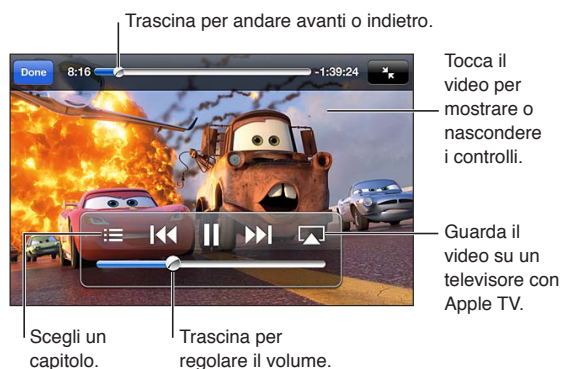 Trascina per andare avanti o indietro.
Done 8:16 -1:39:24
Tocca il
video per
mostrare o
nascondere
i controlli.
Guarda il
video su un
televisore con
Apple TV.
Scegli un
capitolo.
Trascina per
regolare il volume.